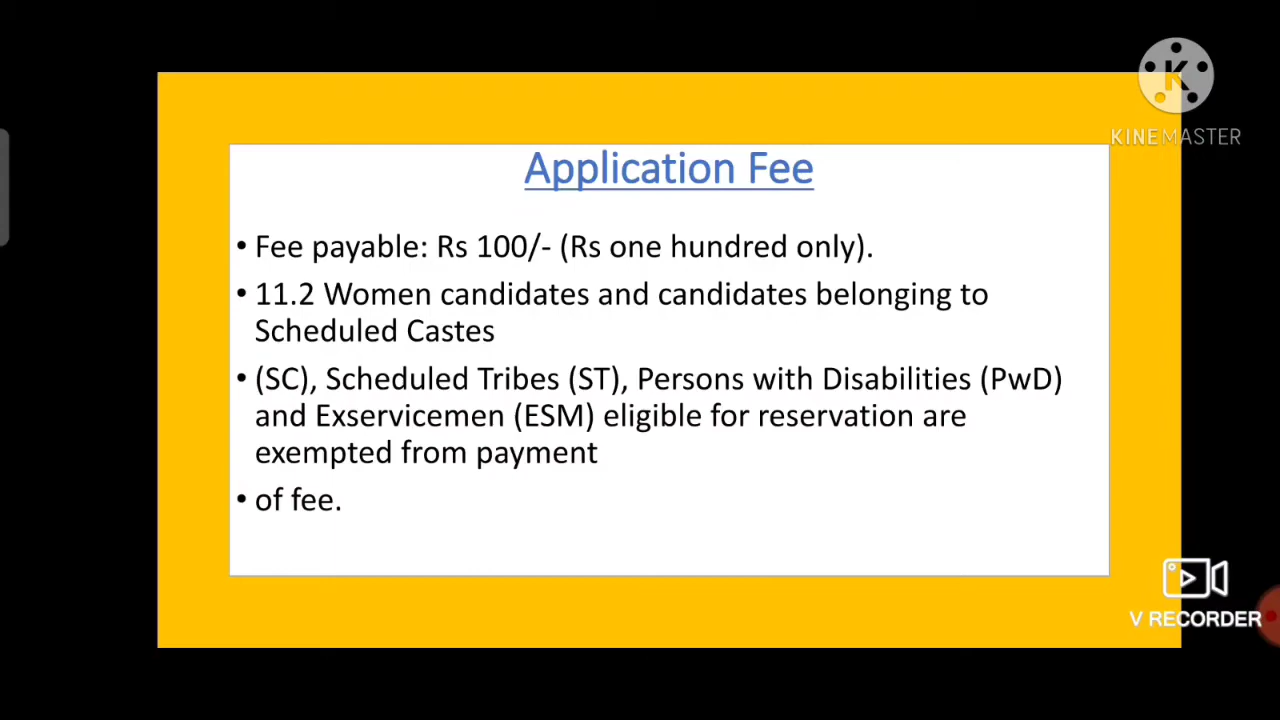 KINEMASTER
Application Fee
• Fee payable: Rs 100/- (Rs one hundred only).
• 11.2 Women candidates and candidates belonging to
Scheduled Castes
• (SC), Scheduled Tribes (ST), Persons with Disabilities (PwD)
and Exservicemen (ESM) eligible for reservation are
exempted from payment
• of fee.
V RECORDER